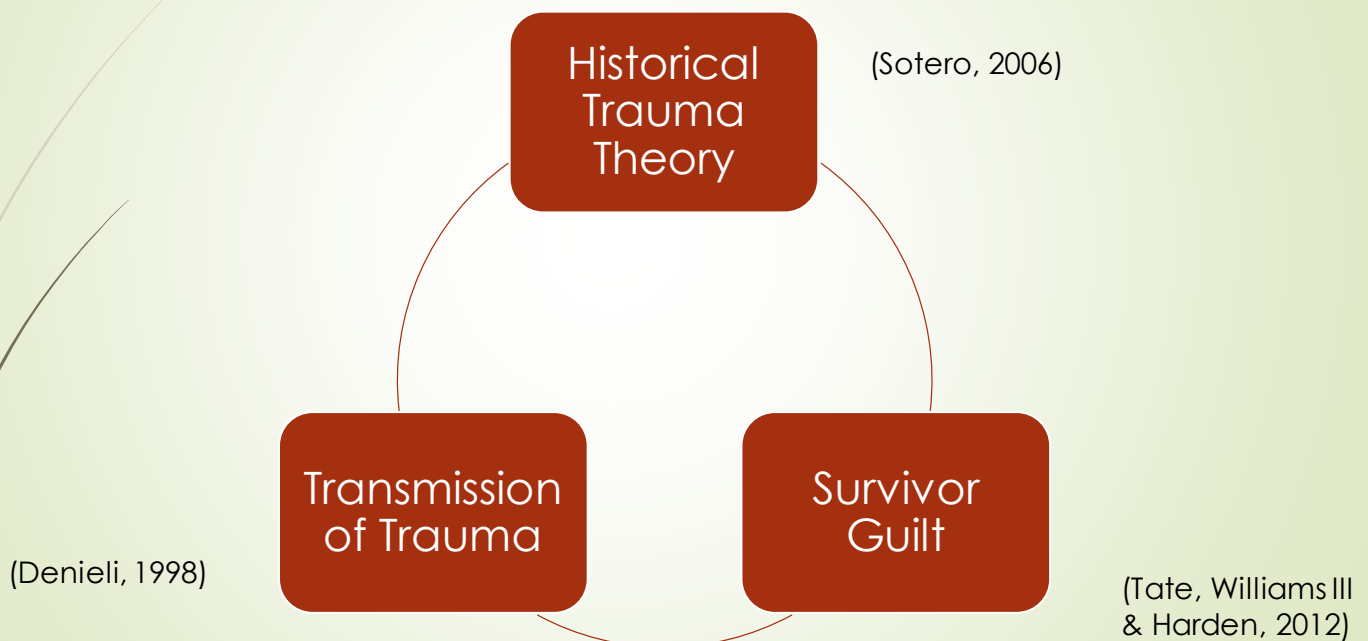 Historical
Trauma
Theory
(Sotero, 2006)
Transmission
of Trauma
Survivor
Guilt
(Denieli, 1998)
(Tate, Williams III
& Harden, 2012)